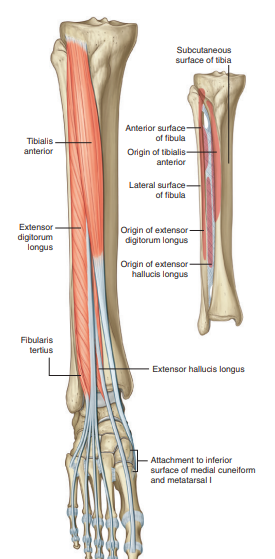 Subcutaneous
surface of tibia
Anterior surface
of fibula
Tibialis
anterior
Origin of tibialis
anterior
Lateral surface
of fibula
Extensor
digitorum
longus
Origin of extensor
digitorum longus
Origin of extensor
hallucis longus
Fibularis
tertius
Extensor hallucis longus
Attachment to inferior
surface of medial cuneiform
and metatarsal I